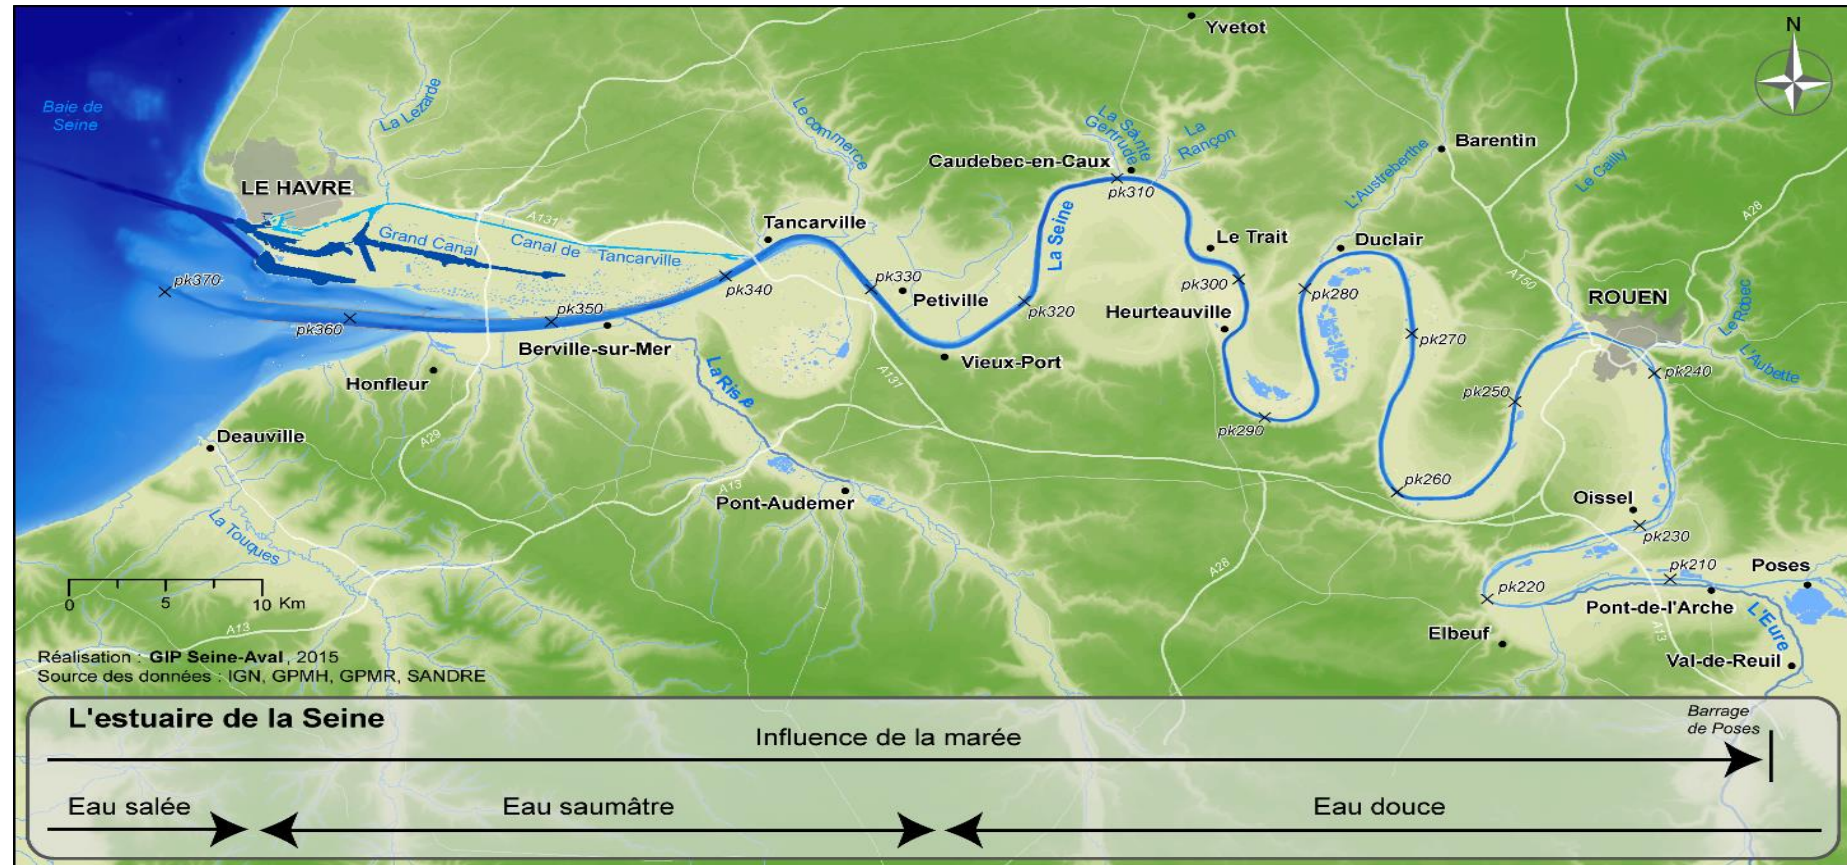 N
Yvetot
Baie de
Seine
La Lezarde
Le commerce
La Sainte
Gertrude
La
Rançon
Barentin
L'Austreberthe
Le Cailly
A28
Caudebec-en-Caux
pk310
LE HAVRE
A131
Grand Canal
Canal de
Tancarville
Tancarville
La Seine
Le Trait
Duclair
A150
pk370
pk360
pk350
pk340
pk330
Petiville
pk320
pk300
pk280
ROUEN
Le Robec
L'Aubette
Heurteauville
pk270
Berville-sur-Mer
Vieux-Port
La Risle
A131
Honfleur
pk290
pk250
pk240
Deauville
A29
A13
Pont-Audemer
pk260
Oissel
pk230
La Touques
A28
pk220
pk210
Poses
Pont-de-l'Arche
L'Eure
Elbeuf
A13
Val-de-Reuil
0 5 10 Km
A13
Réalisation : GIP Seine-Aval, 2015
Source des données : IGN, GPMH, GPMR, SANDRE
L'estuaire de la Seine
Barrage
de Poses
Influence de la marée
Eau salée
Eau saumâtre
Eau douce